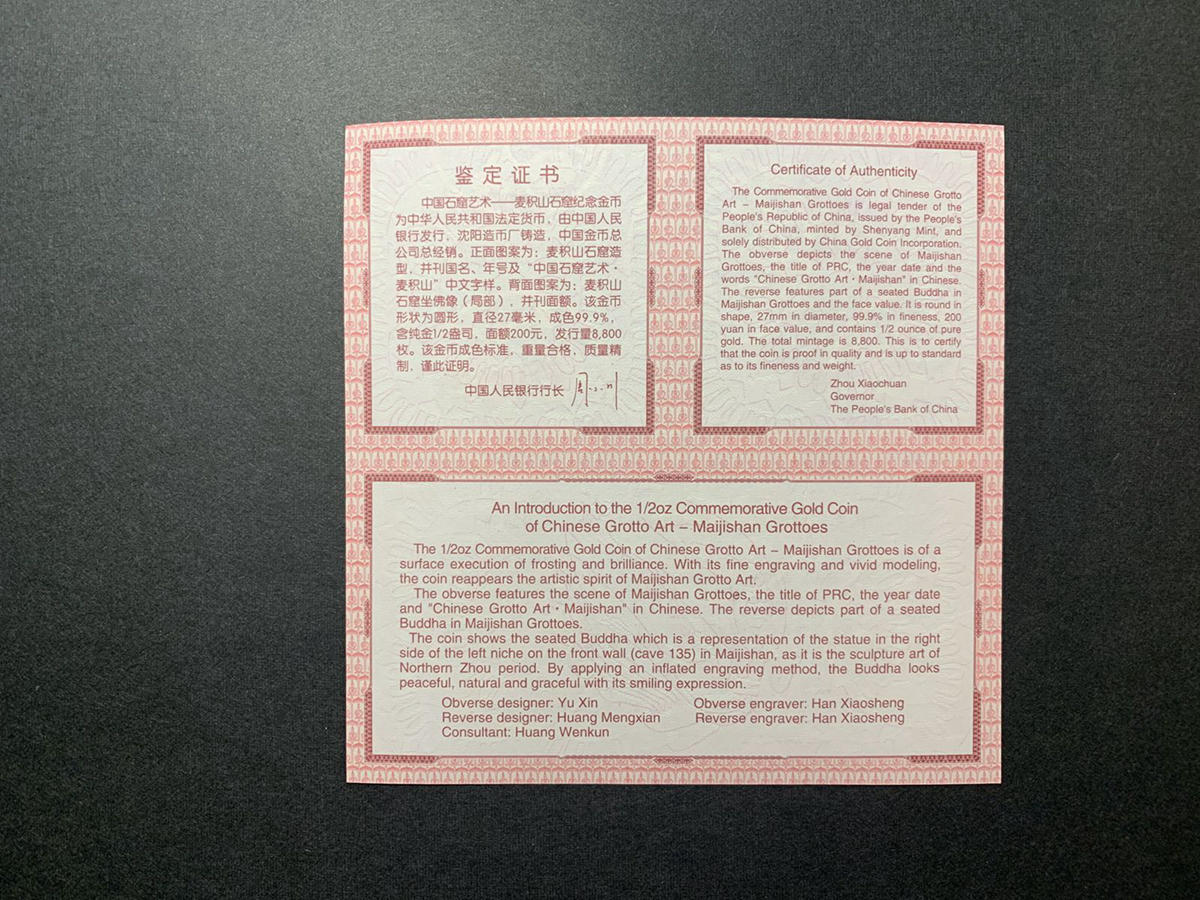 鉴定证书
中国石窟艺术——麦积山石窟纪念金币
为中华人民共和国法定货币，由中国人民
银行发行，沈阳造币厂铸造，中国金币总
公司总经销。正面图案为：麦积山石窟造
型，并刊国名、年号及“中国石窟艺术·
麦积山”中文字样。背面图案为：麦积山
石窟坐佛像（局部），并刊面额。该金币
形状为圆形，直径27毫米，成色99.9%，
含纯金1/2盎司，面额200元，发行量8,800
枚。该金币成色标准，重量合格，质量精
制，谨此证明。
中国人民银行行长
Certificate of Authenticity
The Commemorative Gold Coin of Chinese Grotto
Art – Maijishan Grottoes is legal tender of the
People's Republic of China, issued by the People's
Bank of China, minted by Shenyang Mint, and
solely distributed by China Gold Coin Incorporation.
The obverse depicts the scene of Maijishan
Grottoes, the title of PRC, the year date and the
words "Chinese Grotto Art · Maijishan" in Chinese.
The reverse features part of a seated Buddha in
Maijishan Grottoes and the face value. It is round in
shape, 27mm in diameter, 99.9% in fineness, 200
yuan in face value, and contains 1/2 ounce of pure
gold. The total mintage is 8,800. This is to certify
that the coin is proof in quality and is up to standard
as to its fineness and weight.
Zhou Xiaochuan
Governor
The People's Bank of China
An Introduction to the 1/2oz Commemorative Gold Coin
of Chinese Grotto Art – Maijishan Grottoes
The 1/2oz Commemorative Gold Coin of Chinese Grotto Art – Maijishan Grottoes is of a
surface execution of frosting and brilliance. With its fine engraving and vivid modeling,
the coin reappears the artistic spirit of Maijishan Grotto Art.
The obverse features the scene of Maijishan Grottoes, the title of PRC, the year date
and "Chinese Grotto Art · Maijishan" in Chinese. The reverse depicts part of a seated
Buddha in Maijishan Grottoes.
The coin shows the seated Buddha which is a representation of the statue in the right
side of the left niche on the front wall (cave 135) in Maijishan, as it is the sculpture art of
Northern Zhou period. By applying an inflated engraving method, the Buddha looks
peaceful, natural and graceful with its smiling expression.
Obverse designer: Yu Xin Obverse engraver: Han Xiaosheng
Reverse designer: Huang Mengxian Reverse engraver: Han Xiaosheng
Consultant: Huang Wenkun